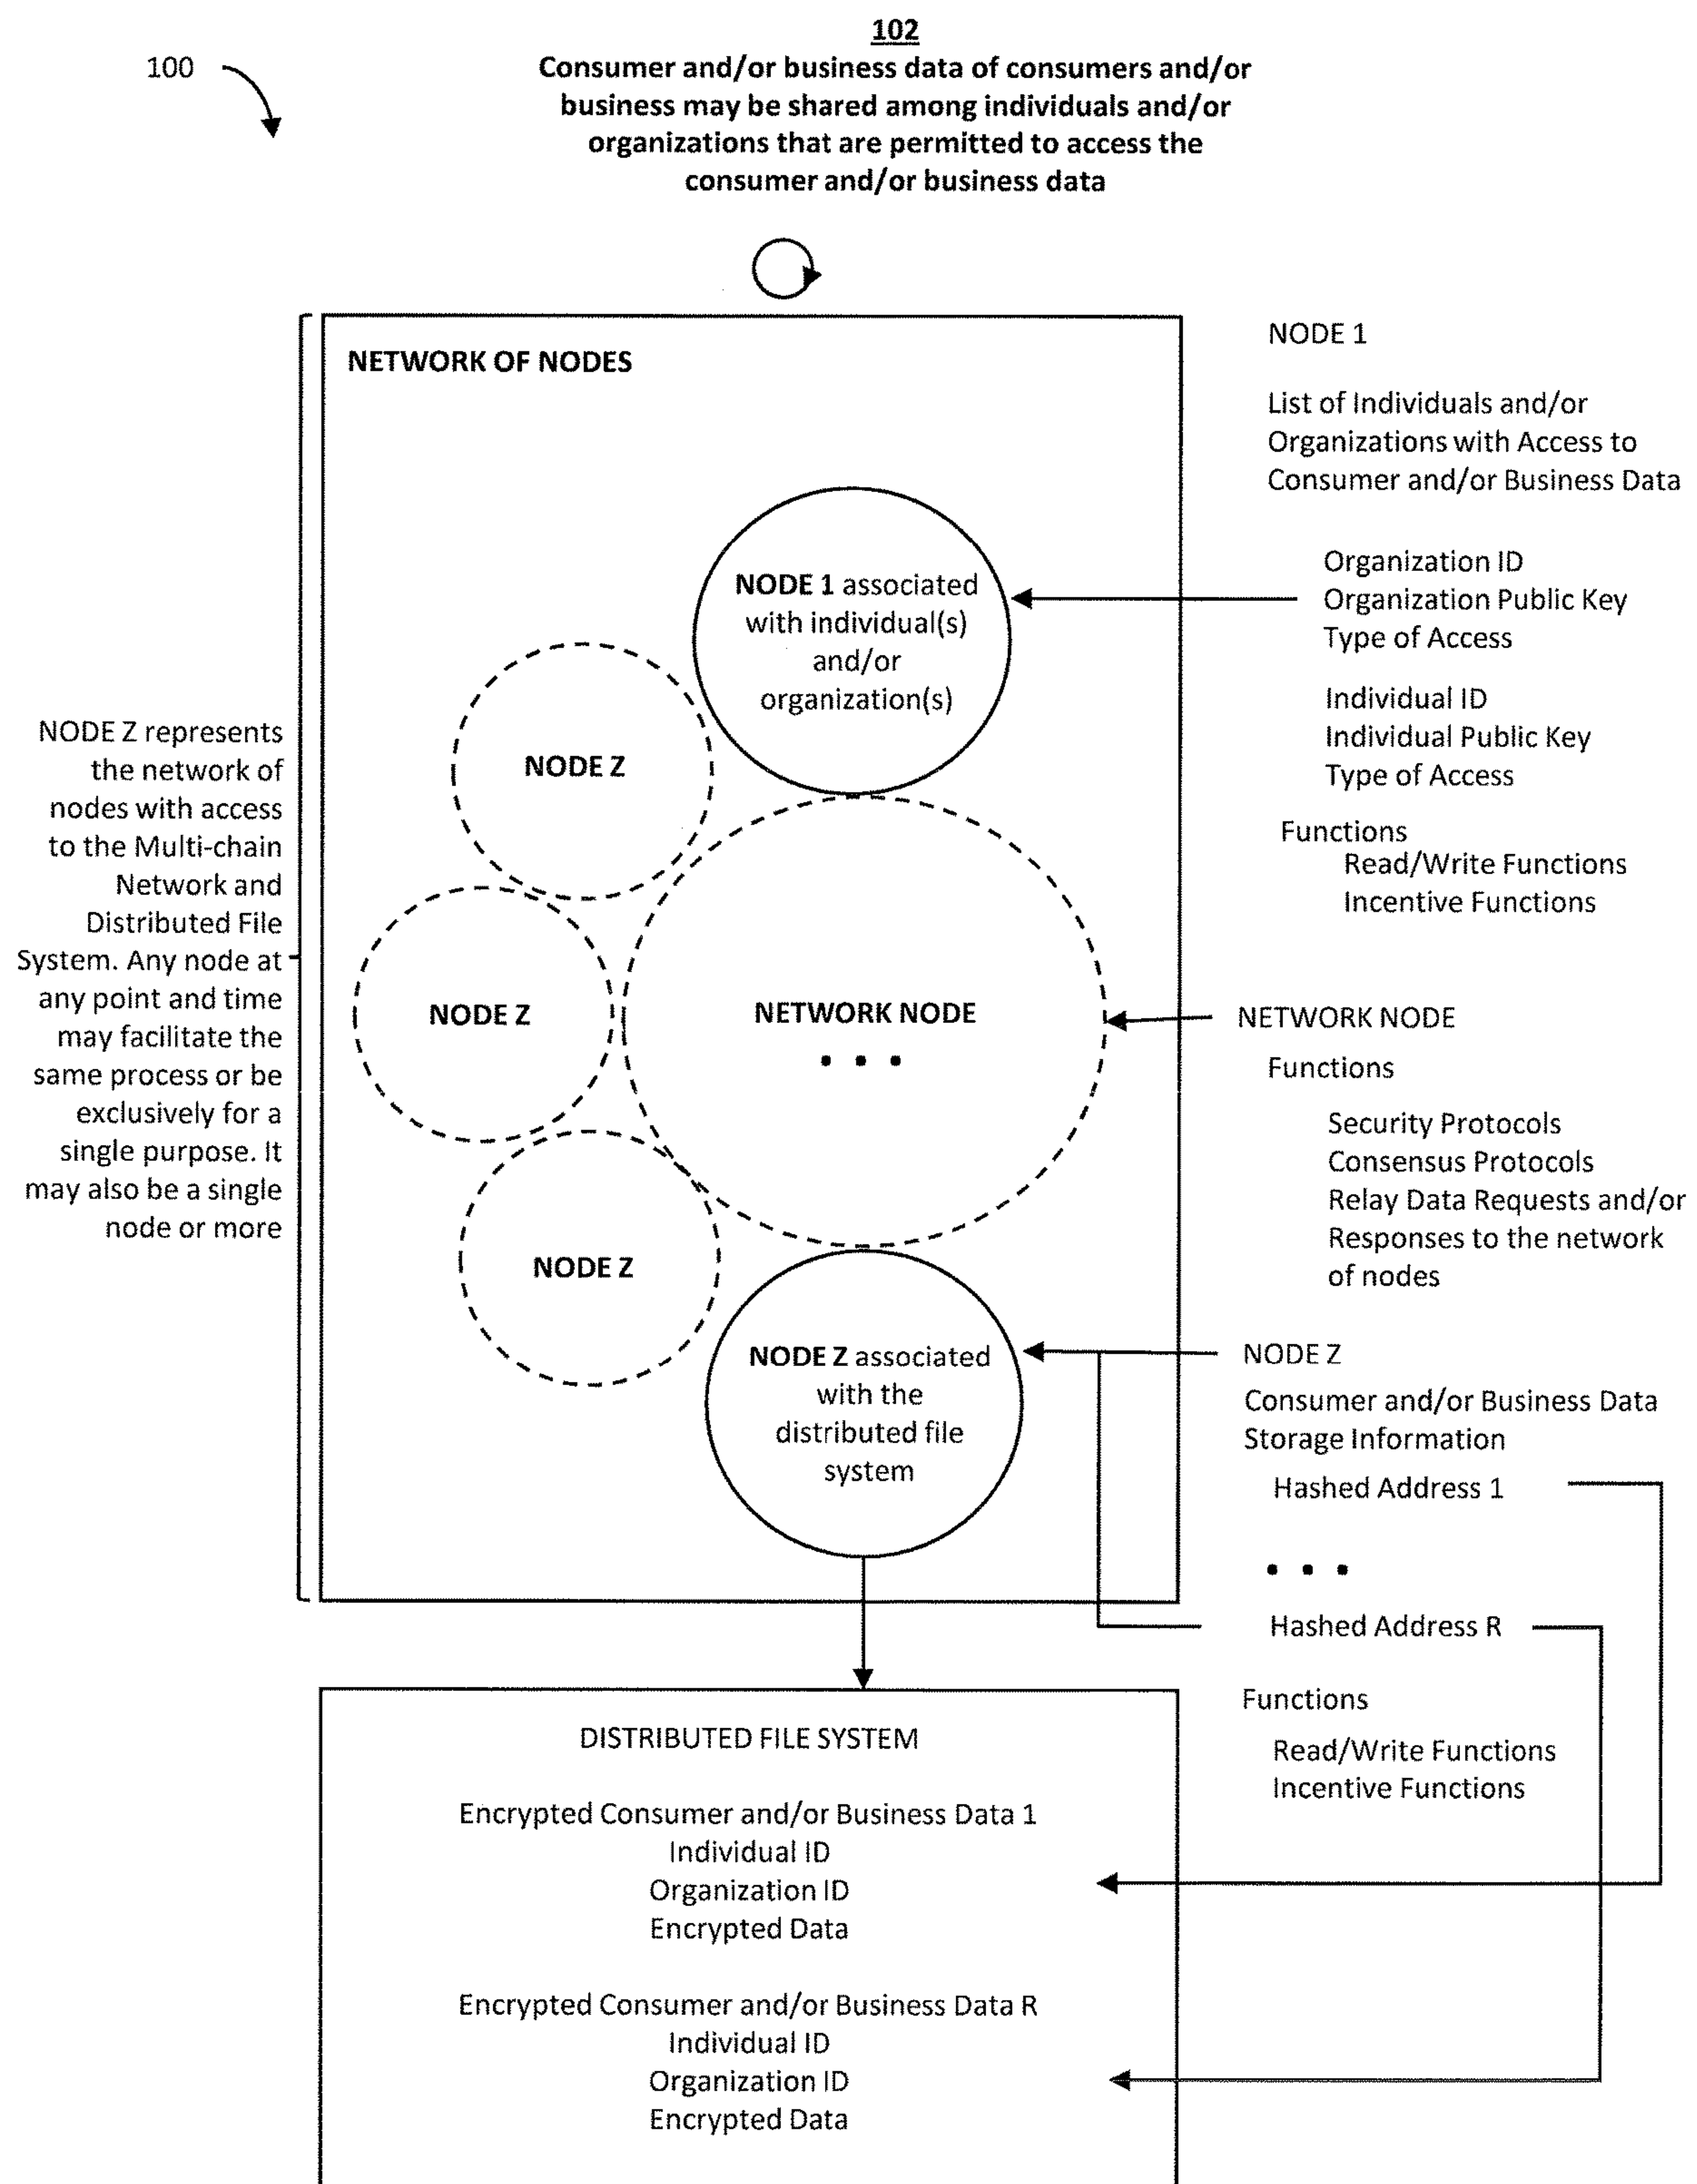 102
100
Consumer and/or business data of consumers and/or
business may be shared among individuals and/or
organizations that are permitted to access the
consumer and/or business data
NETWORK OF NODES
NODE 1 associated
with individual(s)
and/or
organization(s)
NODE Z
NODE Z
NODE Z
NETWORK NODE
• • •
NODE Z associated
with the
distributed file
system
NODE Z represents
the network of
nodes with access
to the Multi-chain
Network and
Distributed File
System. Any node at
any point and time
may facilitate the
same process or be
exclusively for a
single purpose. It
may also be a single
node or more
NODE 1
List of Individuals and/or
Organizations with Access to
Consumer and/or Business Data
Organization ID
Organization Public Key
Type of Access
Individual ID
Individual Public Key
Type of Access
Functions
Read/Write Functions
Incentive Functions
NETWORK NODE
Functions
Security Protocols
Consensus Protocols
Relay Data Requests and/or
Responses to the network
of nodes
NODE Z
Consumer and/or Business Data
Storage Information
Hashed Address 1
• • •
Hashed Address R
Functions
Read/Write Functions
Incentive Functions
DISTRIBUTED FILE SYSTEM
Encrypted Consumer and/or Business Data 1
Individual ID
Organization ID
Encrypted Data
Encrypted Consumer and/or Business Data R
Individual ID
Organization ID
Encrypted Data